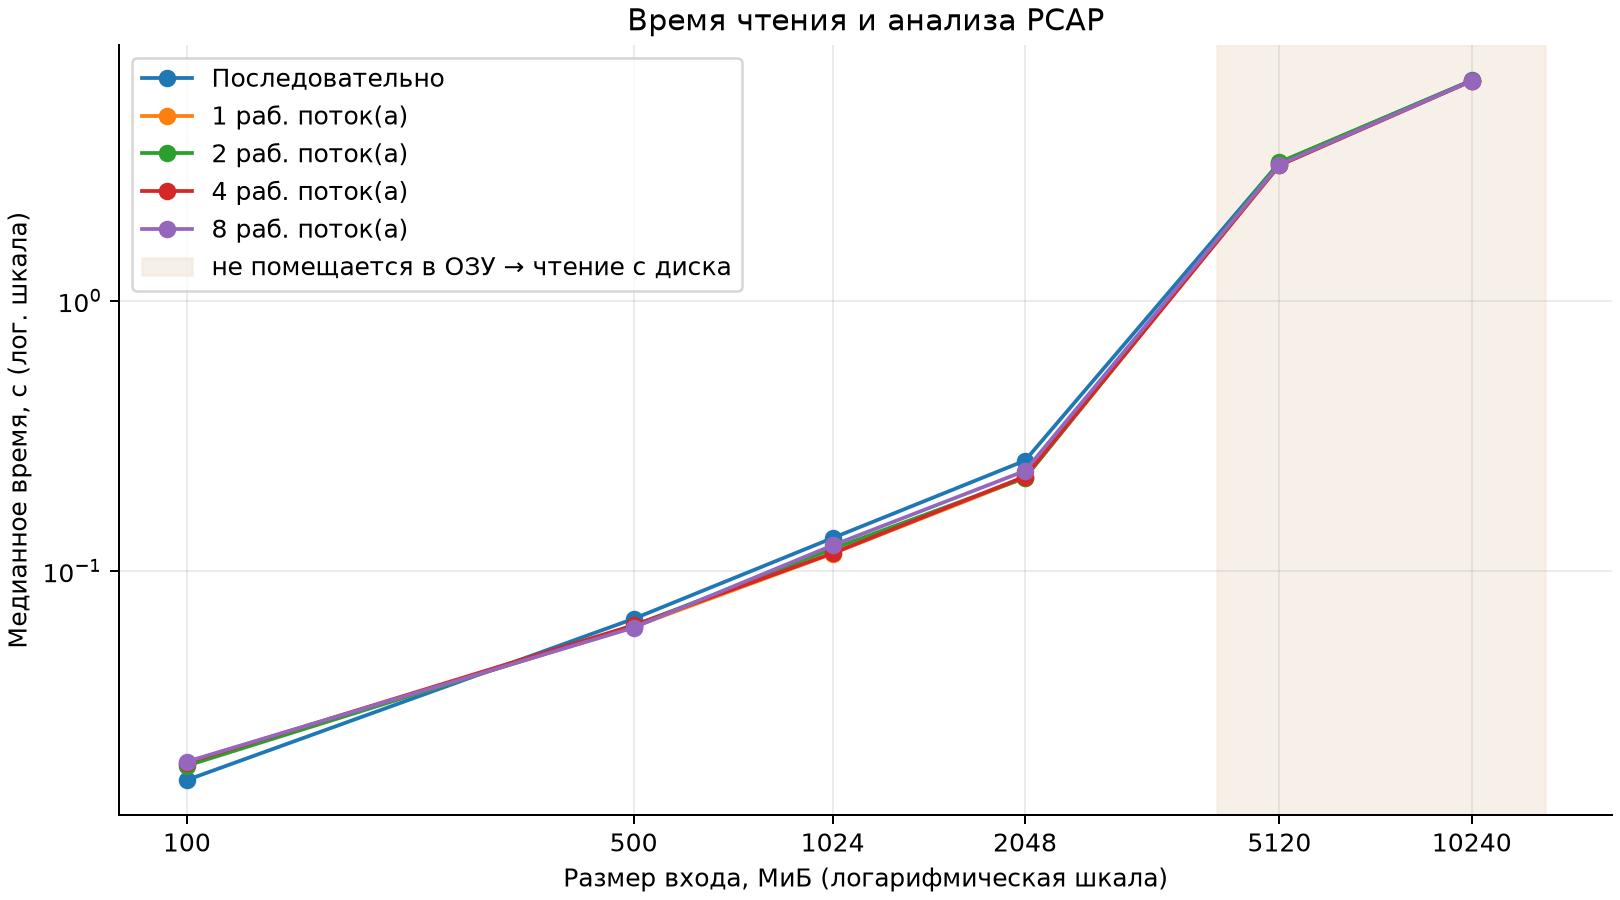 Время чтения и анализа PCAP
Последовательно
1 раб. поток(а)
2 раб. поток(а)
4 раб. поток(а)
8 раб. поток(а)
не помещается в ОЗУ → чтение с диска
Медианное время, с (лог. шкала)
10⁰
10⁻¹
100 500 1024 2048 5120 10240
Размер входа, МиБ (логарифмическая шкала)